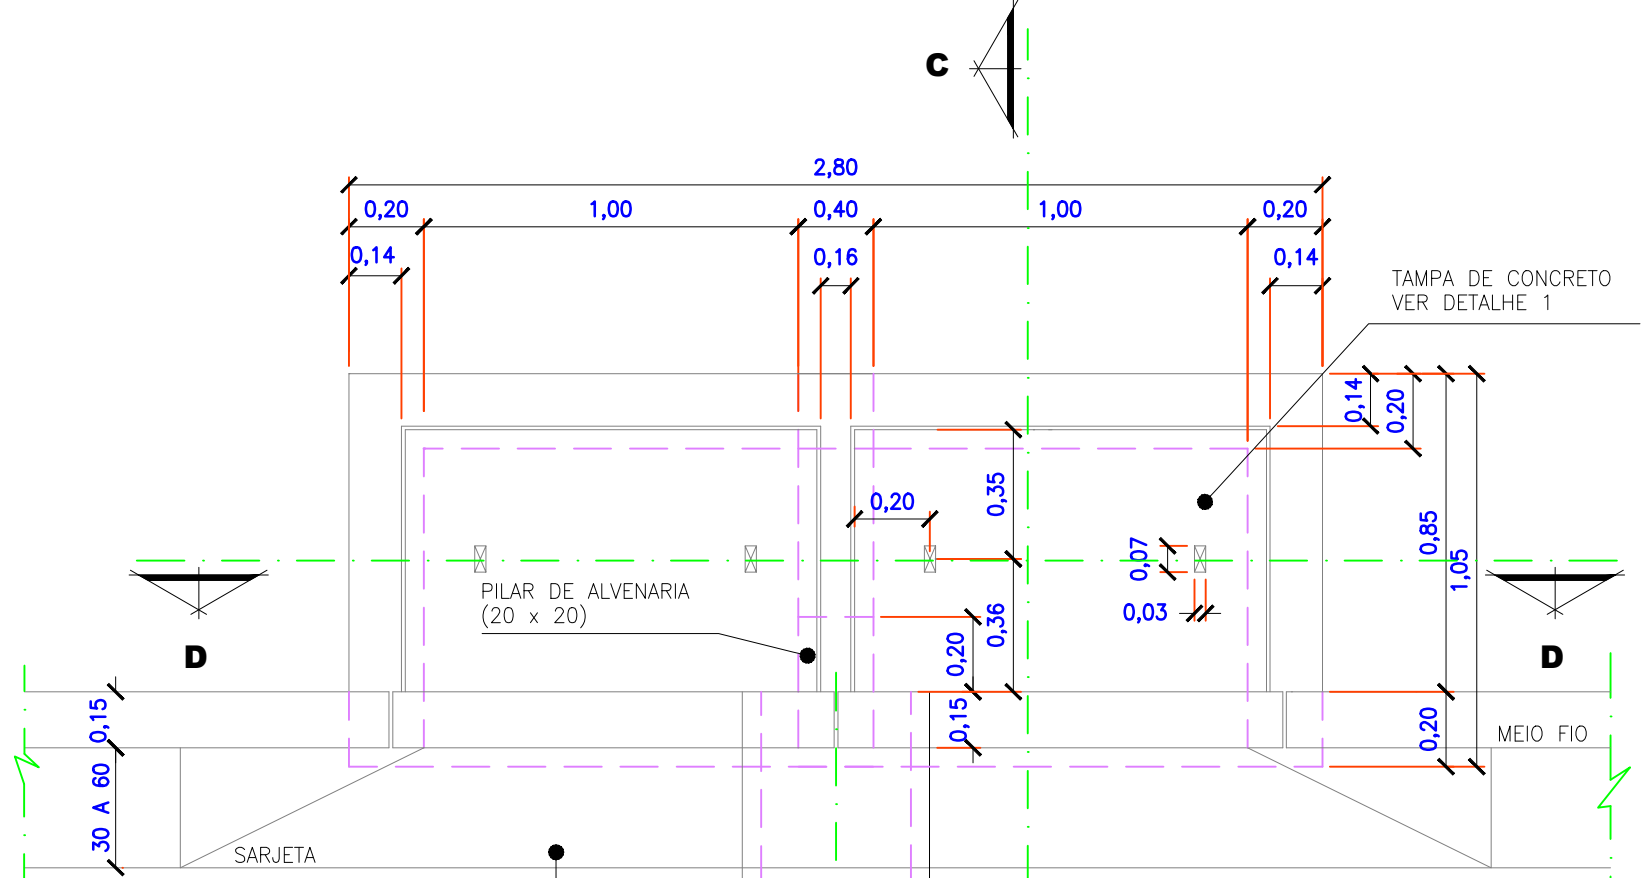 C
2,80
0,20
1,00
0,40
1,00
0,20
0,14
0,16
0,14
TAMPA DE CONCRETO
VER DETALHE 1
0,14
0,20
0,35
0,20
0,85
1,05
0,07
PILAR DE ALVENARIA
(20 x 20)
0,03
0,36
0,20
D
D
0,15
0,15
0,20
MEIO FIO
30 A 60
SARJETA